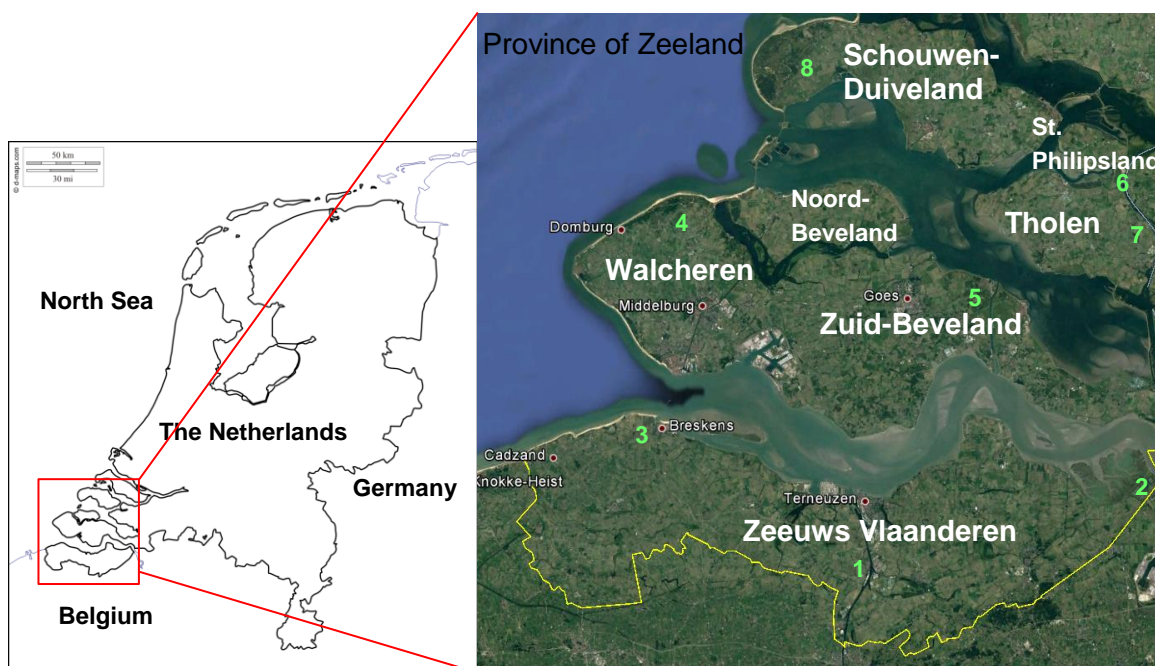 50 km
30 mi
© d-maps.com
North Sea
The Netherlands
Germany
Belgium
Province of Zeeland
8
Schouwen-
Duiveland
St.
Philipsland
6
Noord-
Beveland
Tholen
7
4
Domburg
Walcheren
Middelburg
Goes
5
Zuid-Beveland
3
Breskens
Cadzand
Knokke-Heist
2
Terneuzen
Zeeuws Vlaanderen
1